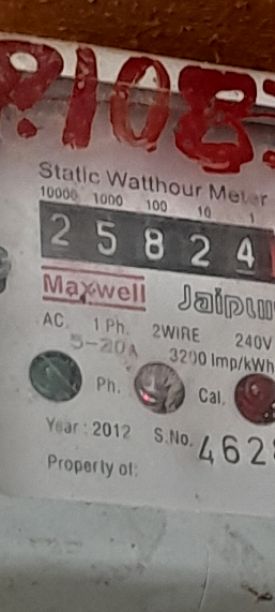 R108
Static Watthour Meter
10000 1000 100 10 1
2 5 8 2 4
Maxwell Jaipur
AC. 1 Ph. 2WIRE 240V
5-20A 3200 Imp/kWh
Ph. Cal.
Year : 2012 S.No. 462
Property of: